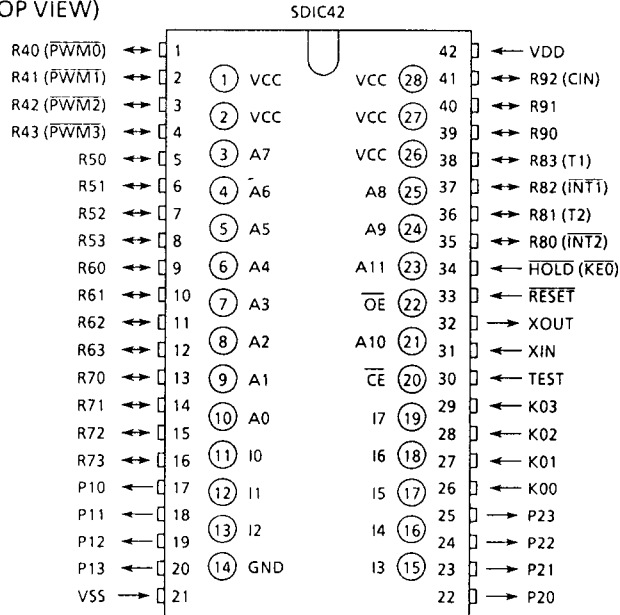 OP VIEW)
SDIC42
R40 (PWM0) 1 42 VDD
R41 (PWM1) 2 1 VCC VCC 28 41 R92 (CIN)
R42 (PWM2) 3 2 VCC VCC 27 40 R91
R43 (PWM3) 4 39 R90
R50 5 3 A7 VCC 26 38 R83 (T1)
R51 6 4 A6 A8 25 37 R82 (INT1)
R52 7 5 A5 A9 24 36 R81 (T2)
R53 8 35 R80 (INT2)
R60 9 6 A4 A11 23 34 HOLD (KE0)
R61 10 7 A3 OE 22 33 RESET
R62 11 32 XOUT
R63 12 8 A2 A10 21 31 XIN
R70 13 9 A1 CE 20 30 TEST
R71 14 10 A0 I7 19 29 K03
R72 15 28 K02
R73 16 11 I0 I6 18 27 K01
P10 17 12 I1 I5 17 26 K00
P11 18 25 P23
P12 19 13 I2 I4 16 24 P22
P13 20 14 GND I3 15 23 P21
VSS 21 22 P20